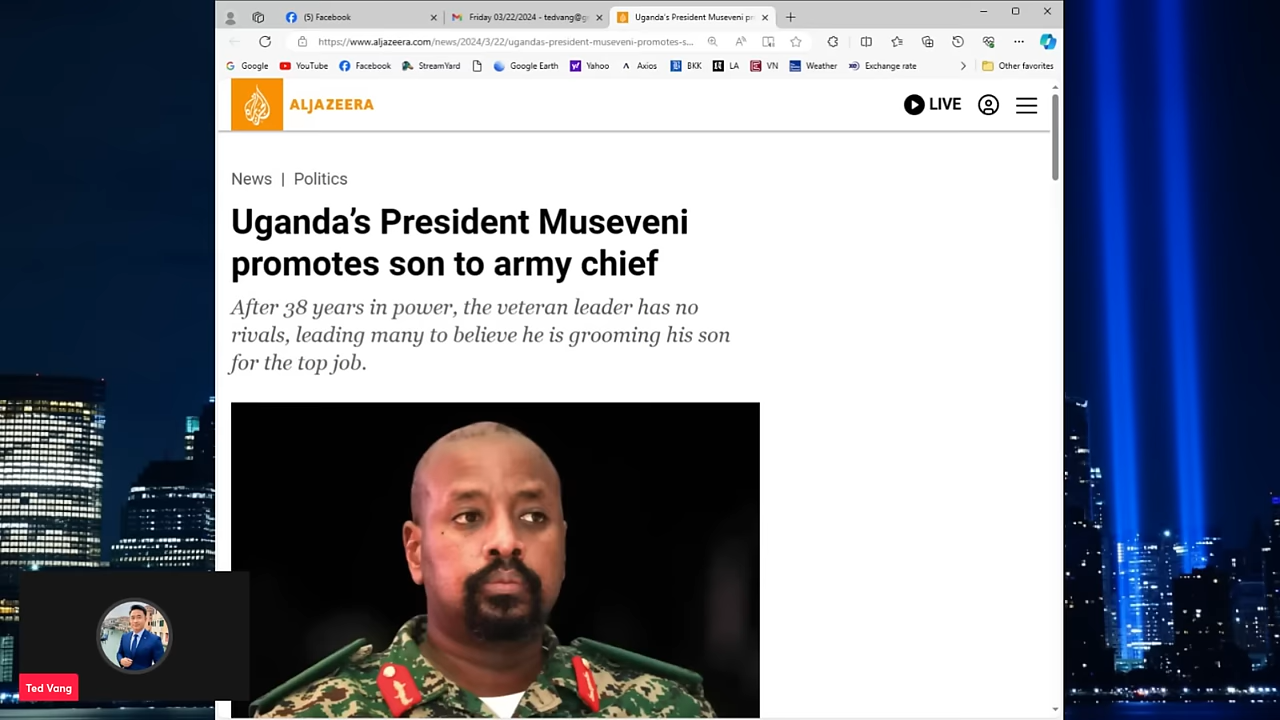 (5) Facebook
Friday 03/22/2024 - tedvang@g
Uganda's President Museveni pr
https://www.aljazeera.com/news/2024/3/22/ugandas-president-museveni-promotes-s...
Google YouTube Facebook StreamYard Google Earth Yahoo Axios BKK LA VN Weather Exchange rate Other favorites
ALJAZEERA
LIVE
News | Politics
Uganda’s President Museveni
promotes son to army chief
After 38 years in power, the veteran leader has no
rivals, leading many to believe he is grooming his son
for the top job.
Ted Vang